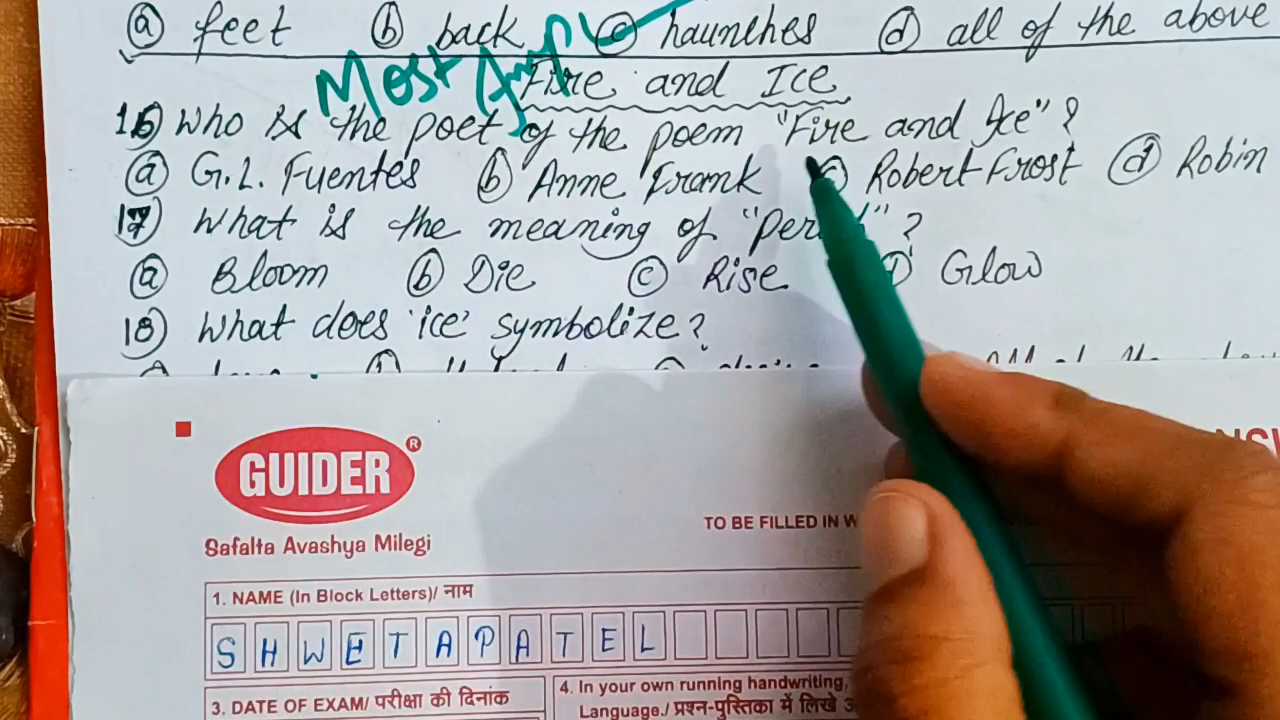 ⓐ feet ⓑ back ⓒ haunches ⓓ all of the above
Most
Fire and Ice
16) Who is the poet of the poem "Fire and Ice" ?
ⓐ G.L. Fuentes ⓑ Anne Frank ⓒ Robert Frost ⓓ Robin
17) What is the meaning of ?
ⓐ Bloom ⓑ Die ⓒ Rise ⓓ Glow
18) What does 'ice' symbolize?
GUIDER ®
Safalta Avashya Milegi
TO BE FILLED IN
1. NAME (In Block Letters)/ नाम
SHWETAPATEL
3. DATE OF EXAM/ परीक्षा की दिनांक
4. In your own running handwriting,
Language./ प्रश्न-पुस्तिका में लिखे